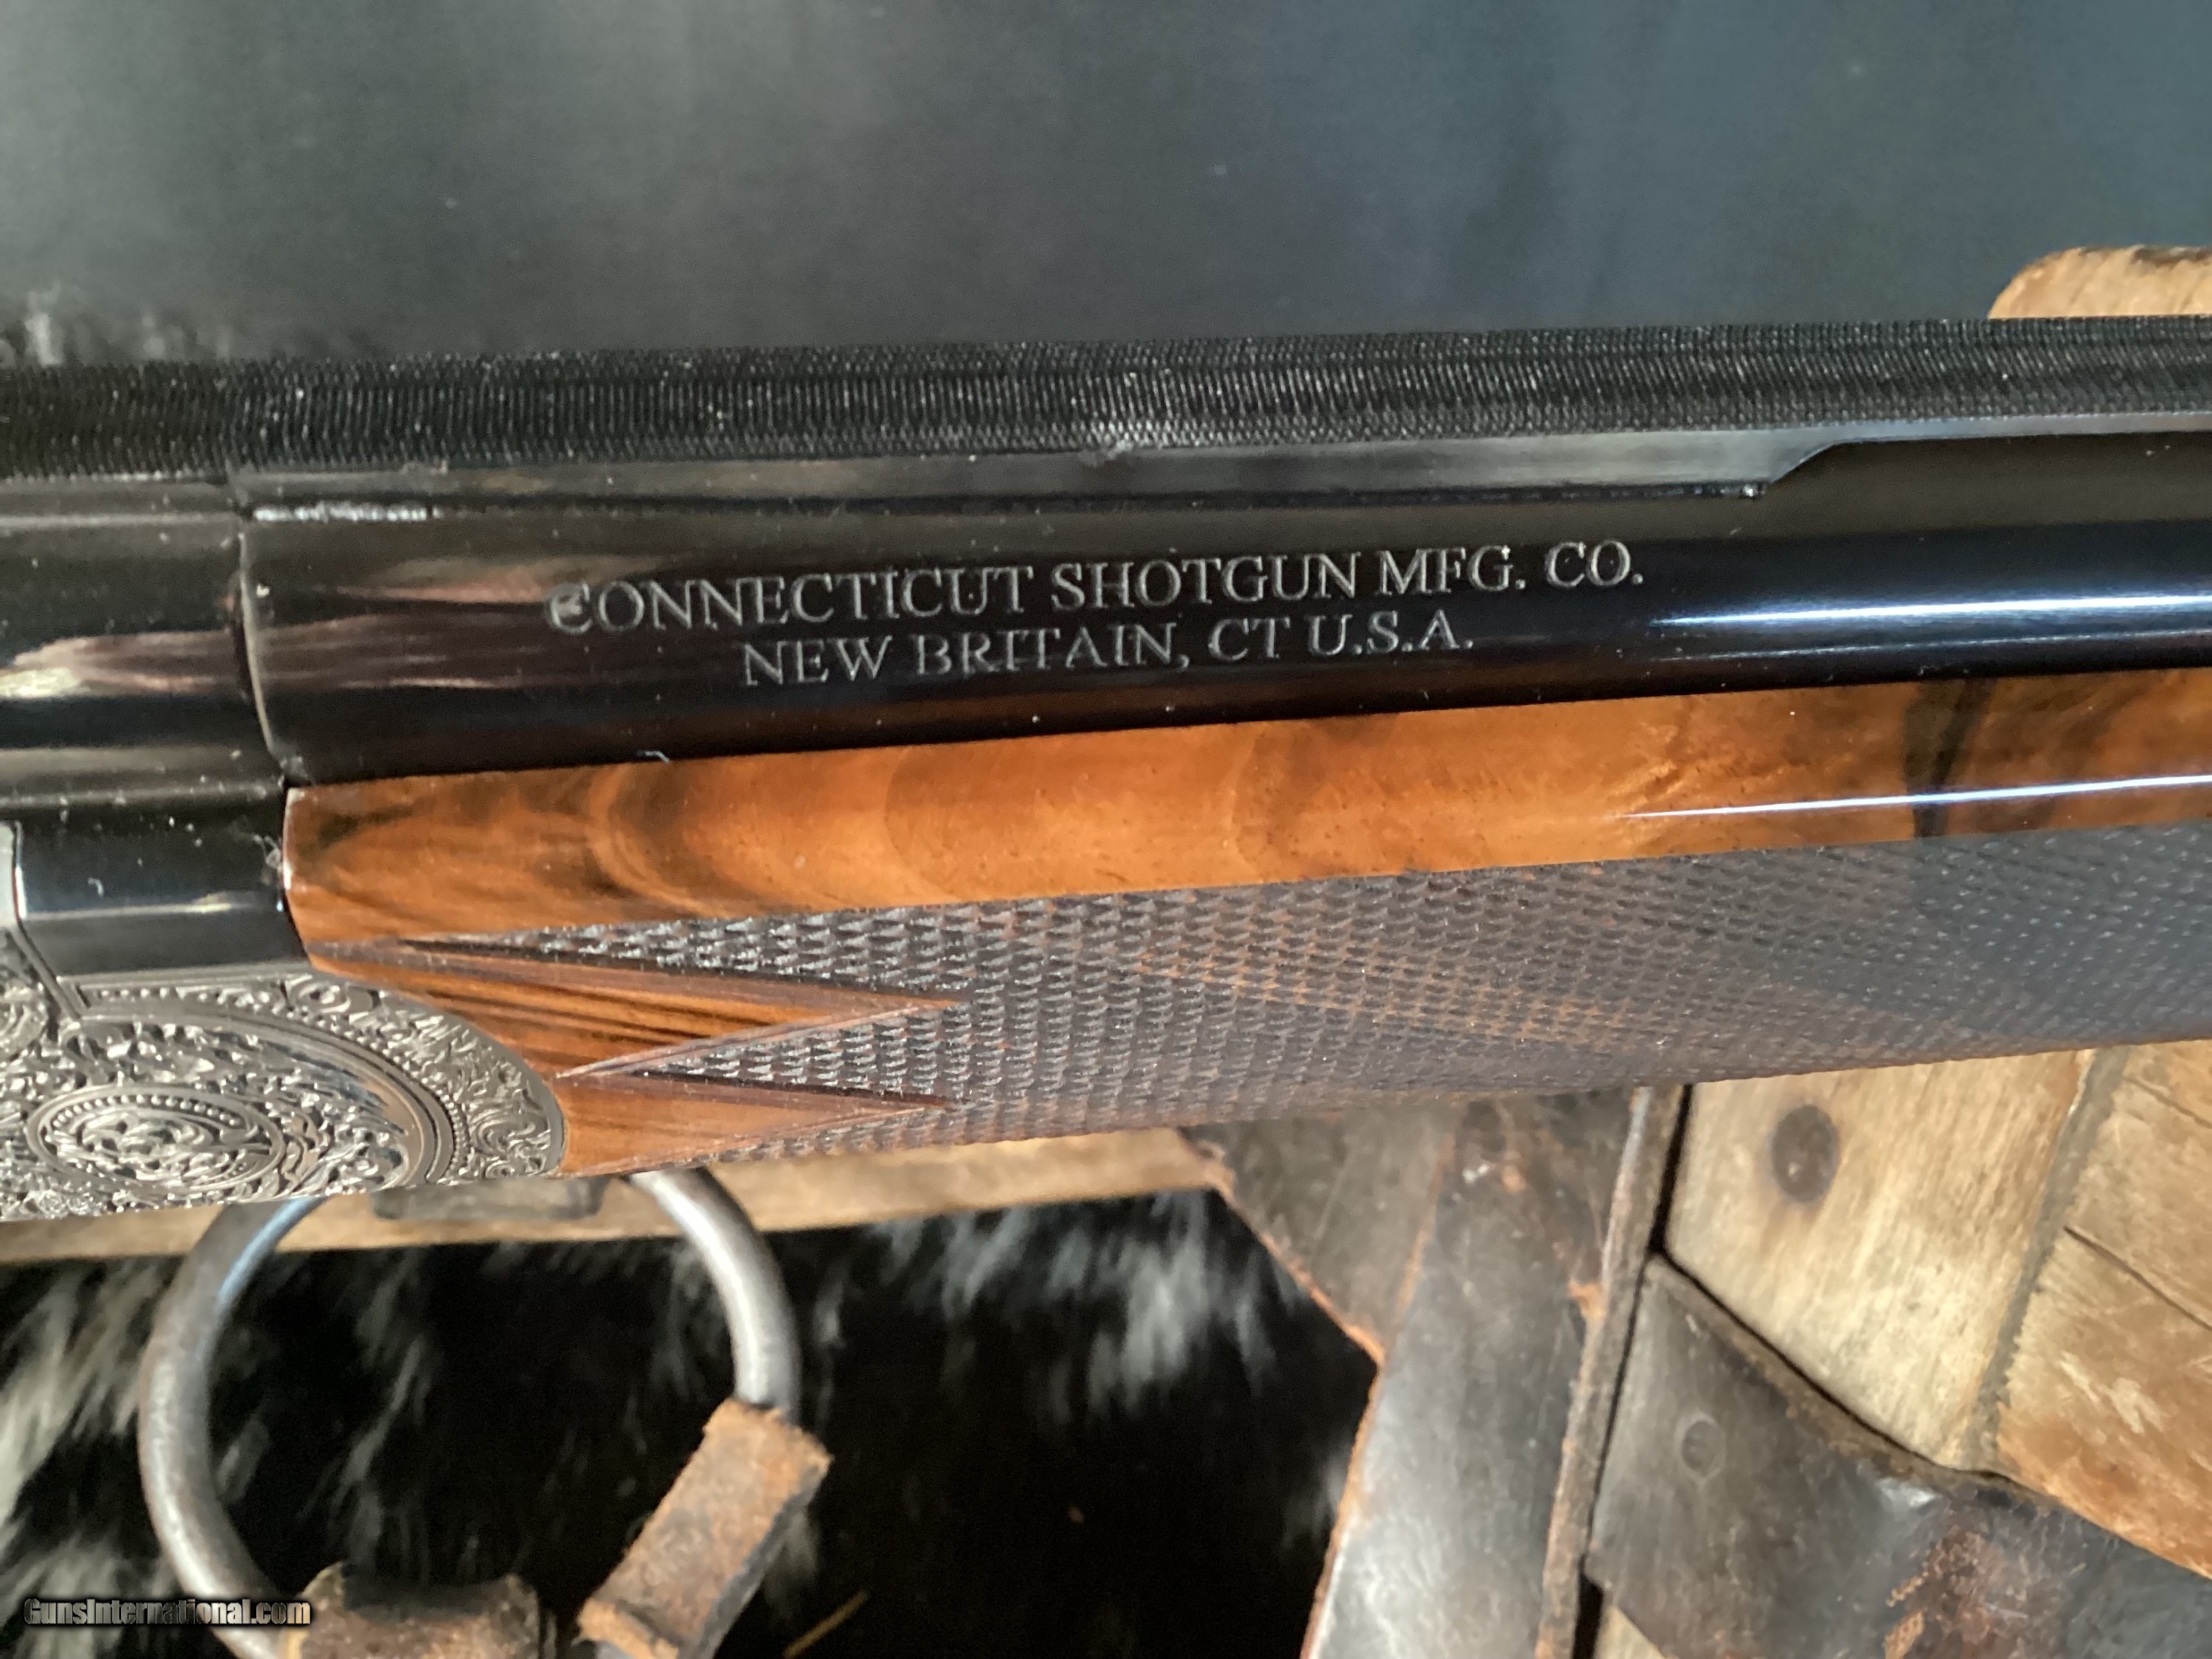 CONNECTICUT SHOTGUN MFG. CO.
NEW BRITAIN, CT U.S.A.
GunsInternational.com